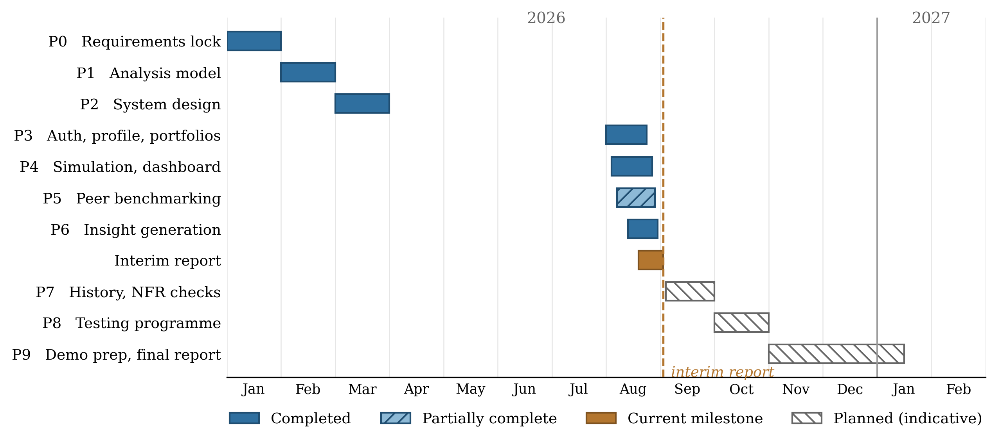 2026 2027
P0 Requirements lock
P1 Analysis model
P2 System design
P3 Auth, profile, portfolios
P4 Simulation, dashboard
P5 Peer benchmarking
P6 Insight generation
Interim report
P7 History, NFR checks
P8 Testing programme
P9 Demo prep, final report
interim report
Jan Feb Mar Apr May Jun Jul Aug Sep Oct Nov Dec Jan Feb
Completed Partially complete Current milestone Planned (indicative)